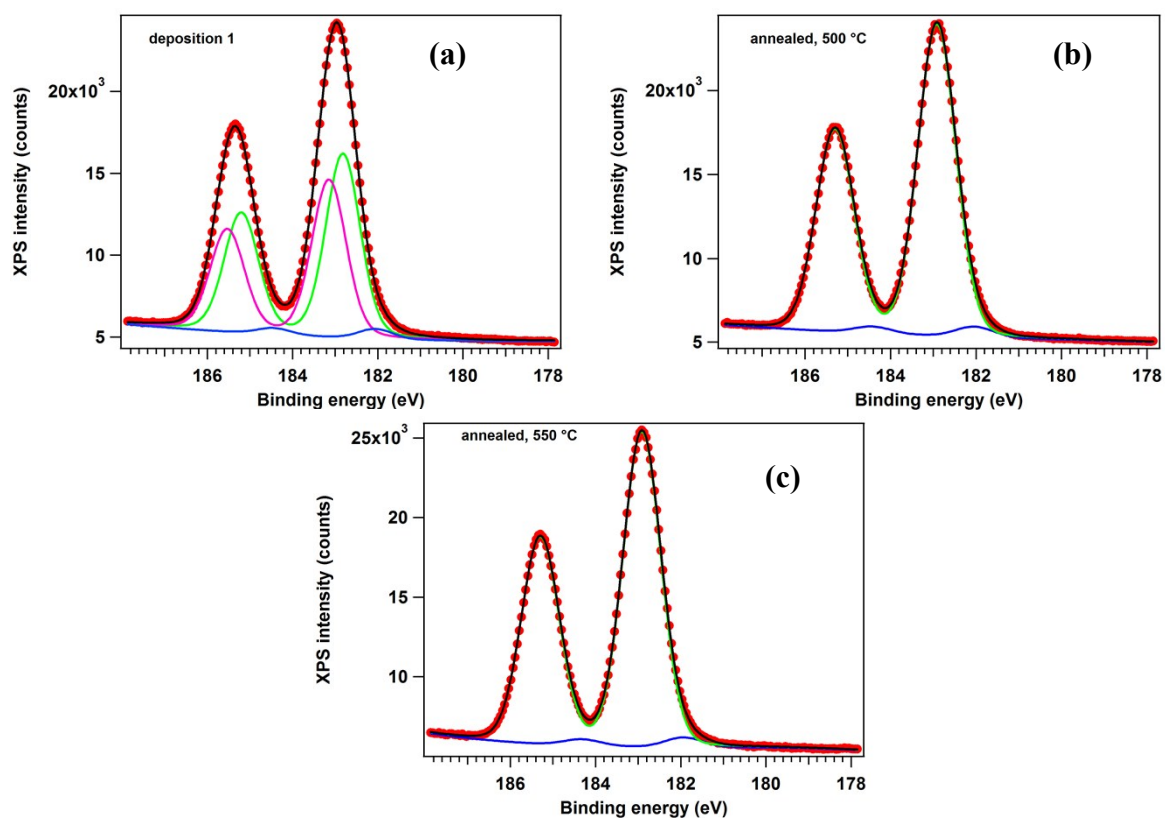 deposition 1
(a)
20x10³
15
10
5
XPS intensity (counts)
186 184 182 180 178
Binding energy (eV)
annealed, 500 °C
(b)
20x10³
15
10
5
XPS intensity (counts)
186 184 182 180 178
Binding energy (eV)
annealed, 550 °C
(c)
25x10³
20
15
10
XPS intensity (counts)
186 184 182 180 178
Binding energy (eV)